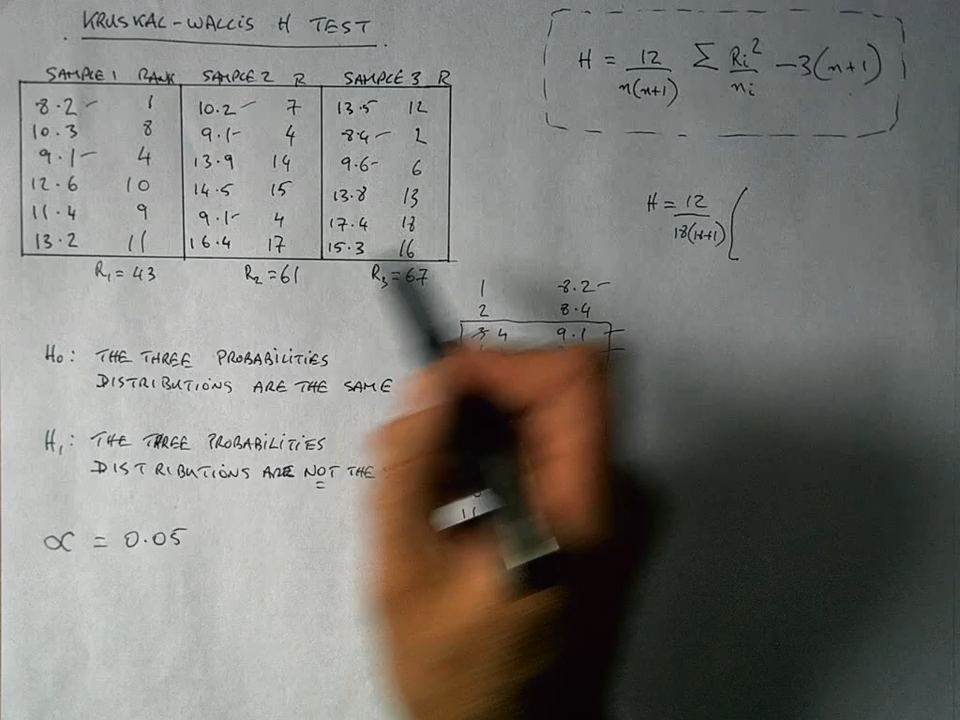 KRUSKAL-WALLIS H TEST
H = 12/n(n+1) Σ Ri²/ni - 3(n+1)
SAMPLE 1 RANK SAMPLE 2 R SAMPLE 3 R
8.2 - 1 10.2 - 7 13.5 12
10.3 8 9.1 - 4 8.4 - 2
9.1 - 4 13.9 14 9.6 - 6
12.6 10 14.5 15 13.8 13
11.4 9 9.1 - 4 17.4 18
13.2 11 16.4 17 15.3 16
R1 = 43 R2 = 61 R3 = 67
H = 12/18(18+1) (
1 8.2 -
2 8.4
3 4 9.1 -
H0: THE THREE PROBABILITIES
DISTRIBUTIONS ARE THE SAME
H1: THE THREE PROBABILITIES
DISTRIBUTIONS ARE NOT THE
11
∝ = 0.05